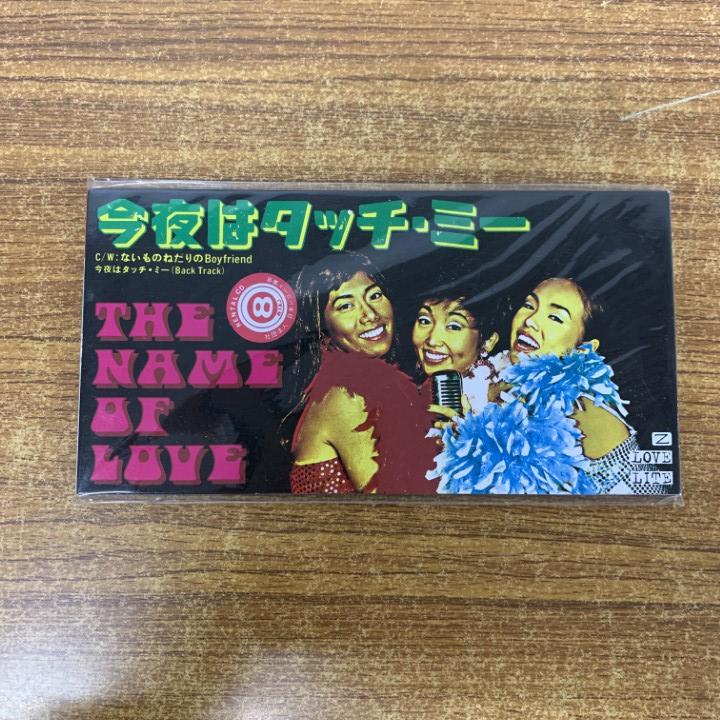 今夜はタッチ・ミー
C/W:ないものねだりのBoyfriend
今夜はタッチ・ミー(Back Track)
RENTAL CD
8
THE
NAME
OF
LOVE
Z
LOVE
LITE